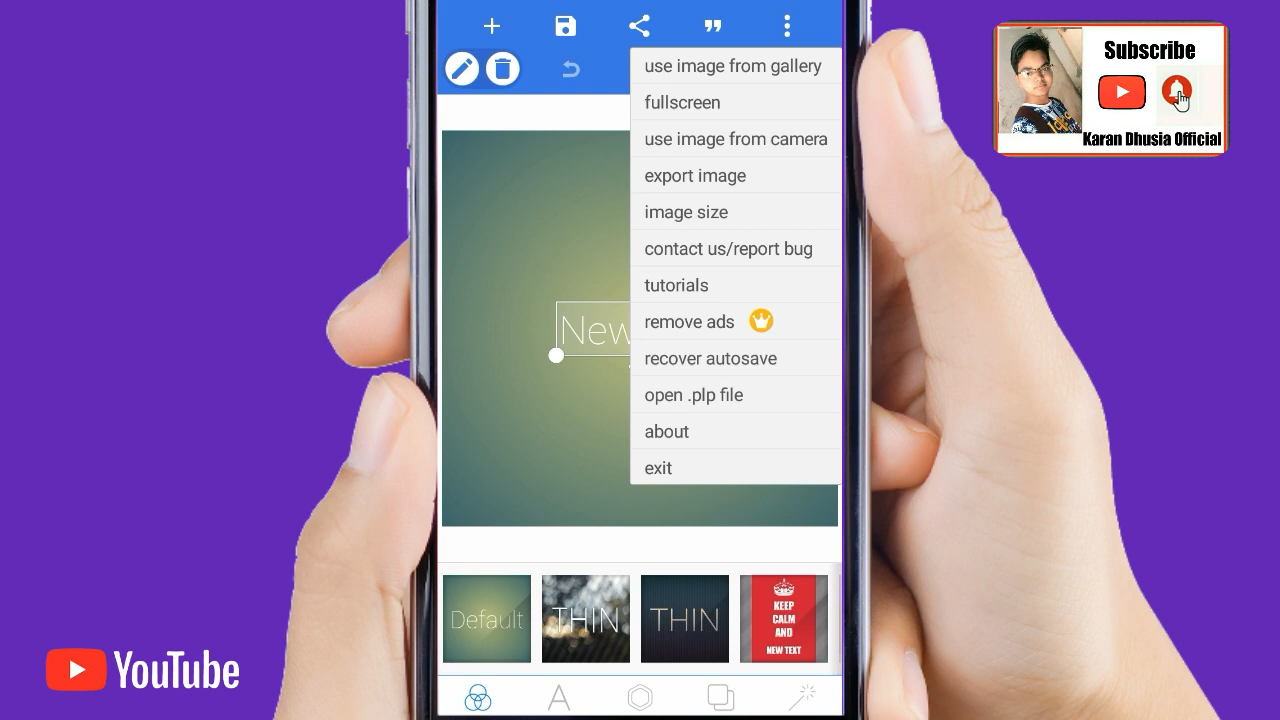 Subscribe
Karan Dhusia Official
use image from gallery
fullscreen
use image from camera
export image
image size
contact us/report bug
tutorials
remove ads
recover autosave
open .plp file
about
exit
New
Default
THIN
THIN
KEEP
CALM
AND
NEW TEXT
A
YouTube